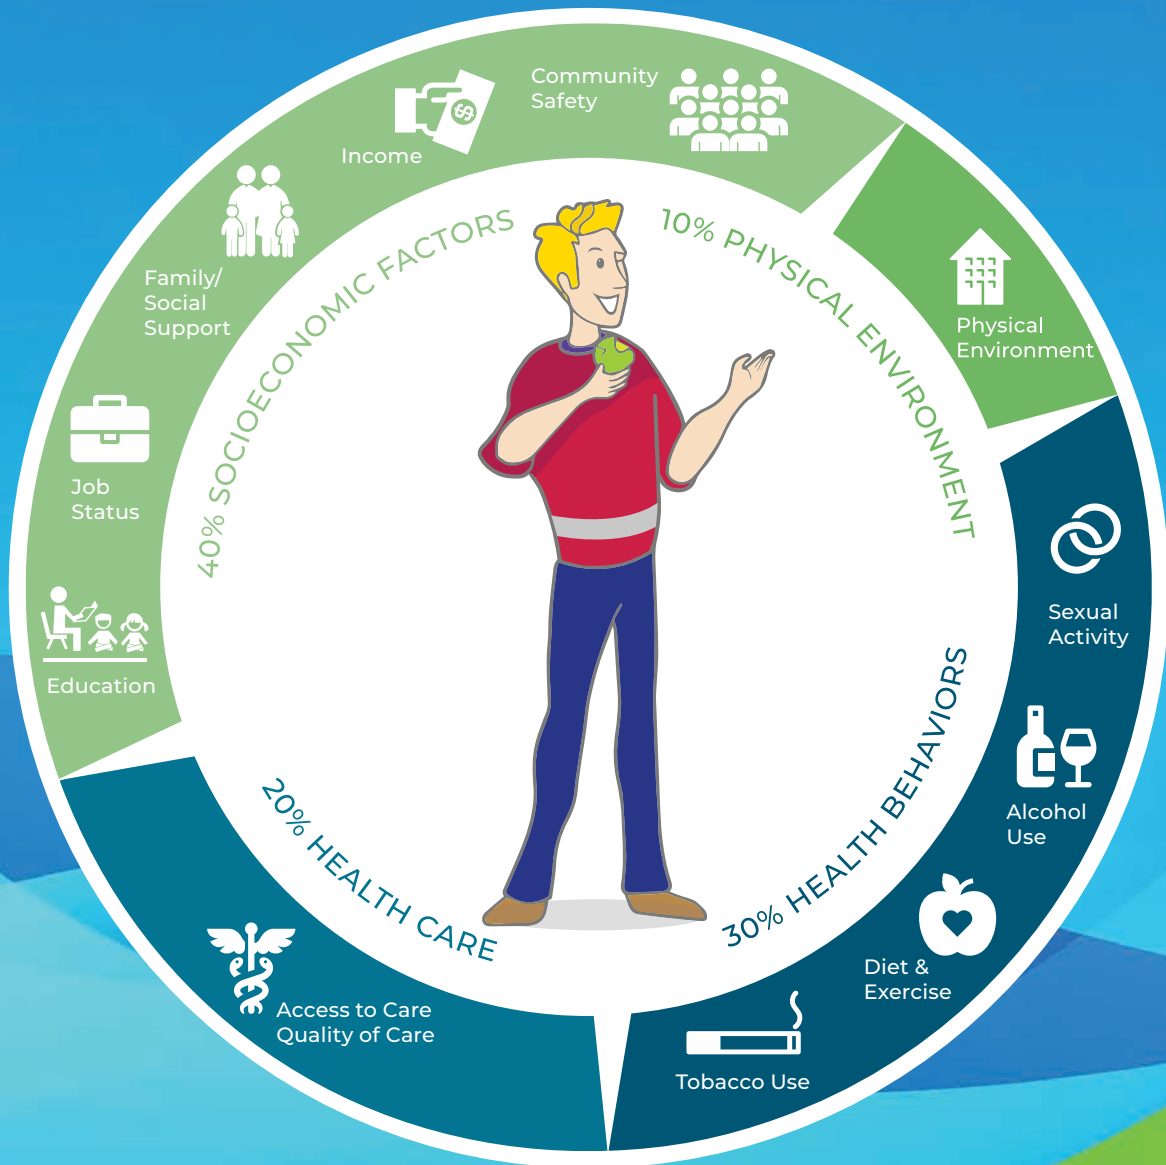 Community
Safety
Income
Family/
Social
Support
Job
Status
Education
40% SOCIOECONOMIC FACTORS
10% PHYSICAL ENVIRONMENT
Physical
Environment
Sexual
Activity
Alcohol
Use
Diet &
Exercise
Tobacco Use
30% HEALTH BEHAVIORS
20% HEALTH CARE
Access to Care
Quality of Care